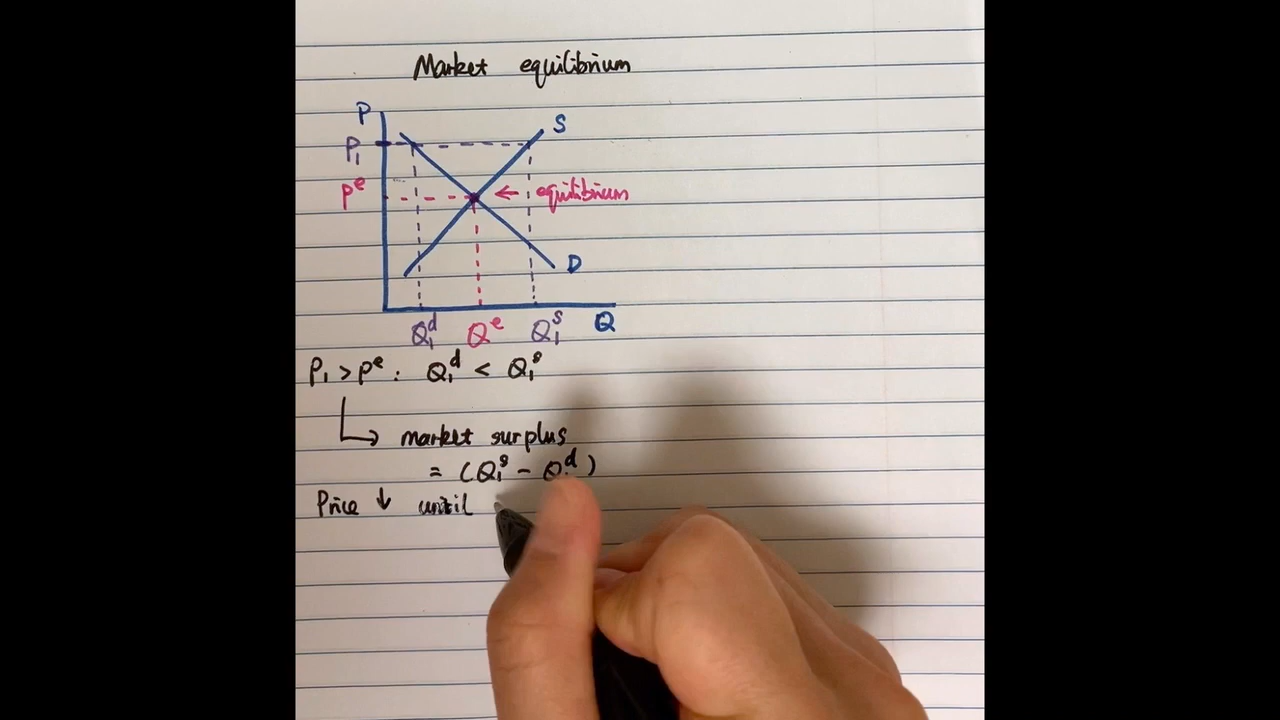 Market equilibrium
P
S
P₁
Pᵉ
← equilibrium
D
Q₁ᵈ Qᵉ Q₁ˢ Q
P₁ > Pᵉ : Q₁ᵈ < Q₁ˢ
↳ market surplus
= (Q₁ˢ - Q₁ᵈ)
Price ↓ until